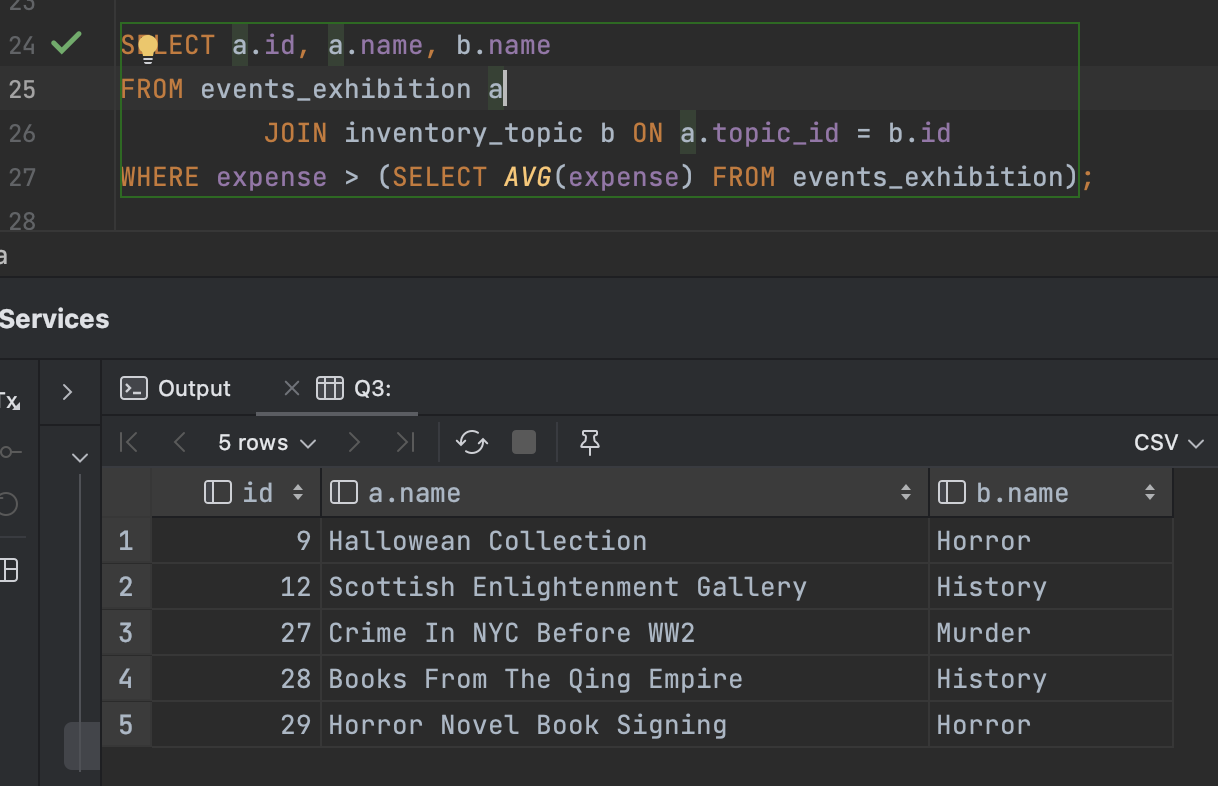 23
24 SELECT a.id, a.name, b.name
25 FROM events_exhibition a
26 JOIN inventory_topic b ON a.topic_id = b.id
27 WHERE expense > (SELECT AVG(expense) FROM events_exhibition);
28
a
Services
Tx
Output Q3:
5 rows CSV
id a.name b.name
1 9 Hallowean Collection Horror
2 12 Scottish Enlightenment Gallery History
3 27 Crime In NYC Before WW2 Murder
4 28 Books From The Qing Empire History
5 29 Horror Novel Book Signing Horror